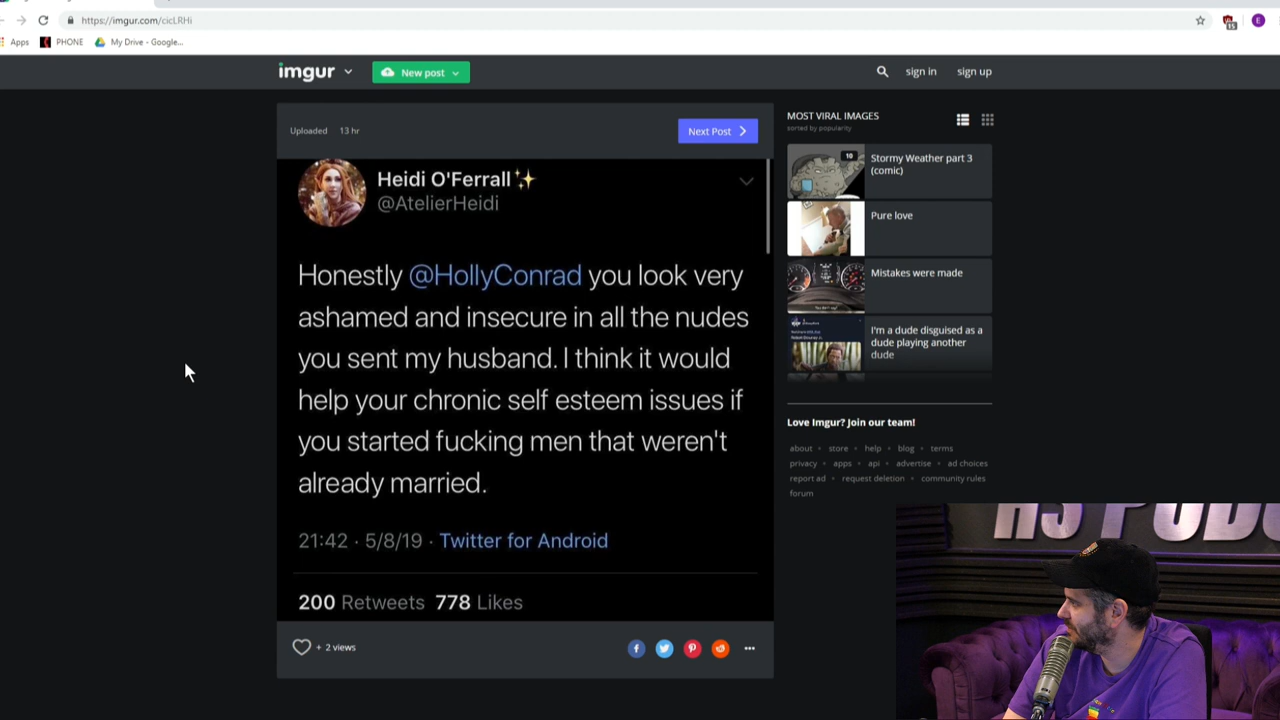 https://imgur.com/cicLRHi
Apps PHONE My Drive - Google...
imgur New post sign in sign up
Uploaded 13 hr
Next Post
Heidi O'Ferrall✨
@AtelierHeidi
Honestly @HollyConrad you look very
ashamed and insecure in all the nudes
you sent my husband. I think it would
help your chronic self esteem issues if
you started fucking men that weren't
already married.
21:42 · 5/8/19 · Twitter for Android
200 Retweets 778 Likes
+ 2 views
MOST VIRAL IMAGES
sorted by popularity
10
Stormy Weather part 3
(comic)
Pure love
Mistakes were made
I'm a dude disguised as a
dude playing another
dude
Love Imgur? Join our team!
about • store • help • blog • terms
privacy • apps • api • advertise • ad choices
report ad • request deletion • community rules
forum
H3 PODC